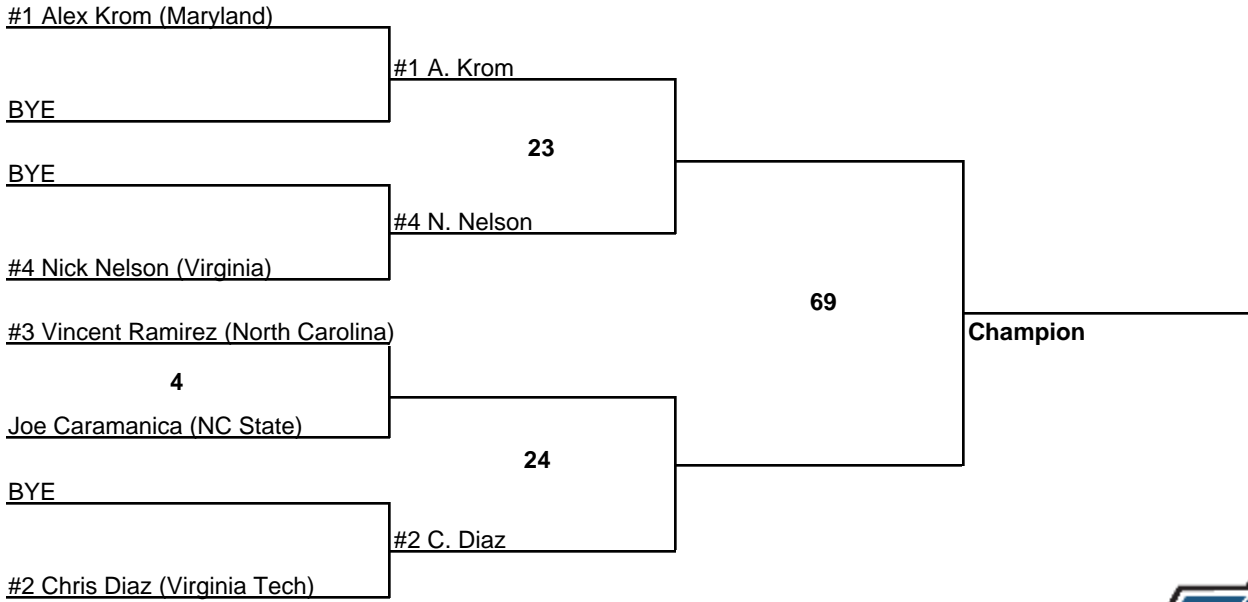 #1 Alex Krom (Maryland)
#1 A. Krom
BYE
23
BYE
#4 N. Nelson
#4 Nick Nelson (Virginia)
69
#3 Vincent Ramirez (North Carolina)
Champion
4
Joe Caramanica (NC State)
24
BYE
#2 C. Diaz
#2 Chris Diaz (Virginia Tech)